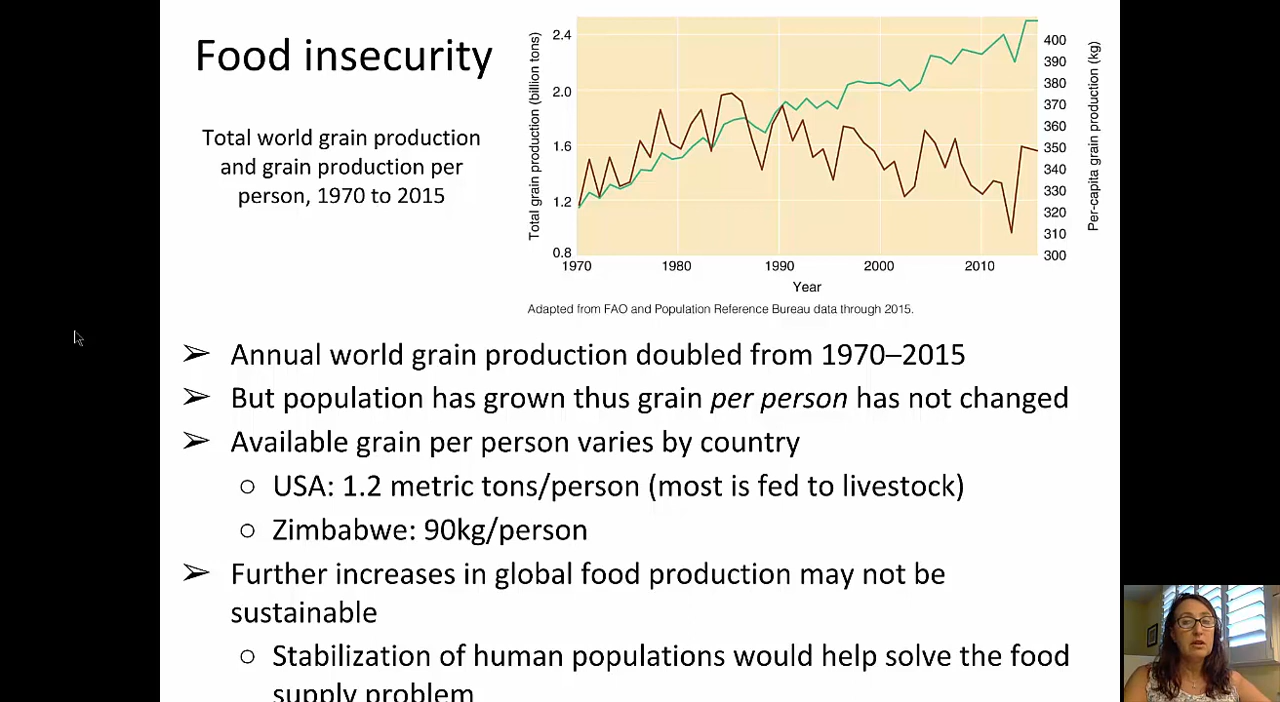 Food insecurity
Total world grain production
and grain production per
person, 1970 to 2015
Total grain production (billion tons)
2.4
2.0
1.6
1.2
0.8
400
390
380
370
360
350
340
330
320
310
300
Per-capita grain production (kg)
1970
1980
1990
2000
2010
Year
Adapted from FAO and Population Reference Bureau data through 2015.
➢ Annual world grain production doubled from 1970–2015
➢ But population has grown thus grain per person has not changed
➢ Available grain per person varies by country
○ USA: 1.2 metric tons/person (most is fed to livestock)
○ Zimbabwe: 90kg/person
➢ Further increases in global food production may not be
sustainable
○ Stabilization of human populations would help solve the food
supply problem